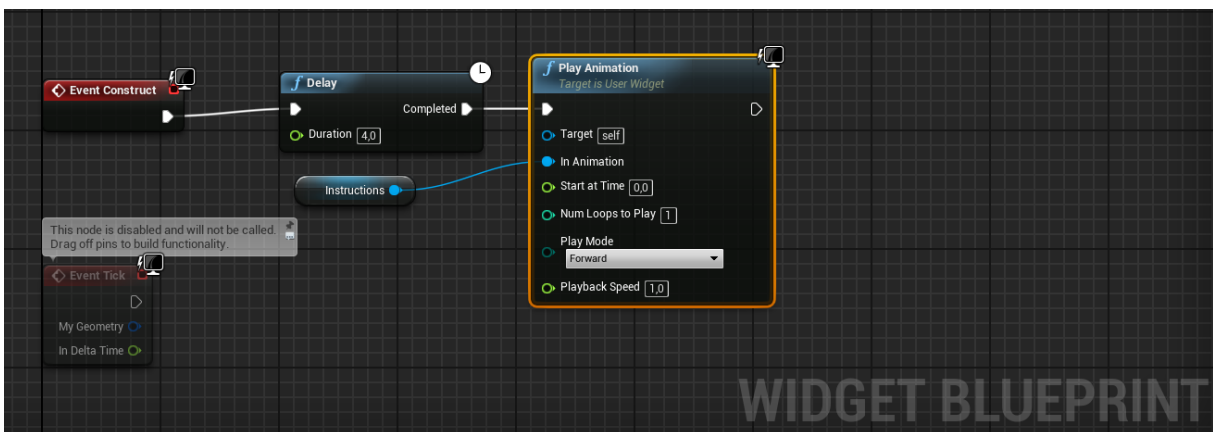 Event Construct
Delay
Completed
Duration 4,0
Instructions
Play Animation
Target is User Widget
Target self
In Animation
Start at Time 0,0
Num Loops to Play 1
Play Mode
Forward
Playback Speed 1,0
This node is disabled and will not be called.
Drag off pins to build functionality.
Event Tick
My Geometry
In Delta Time
WIDGET BLUEPRINT